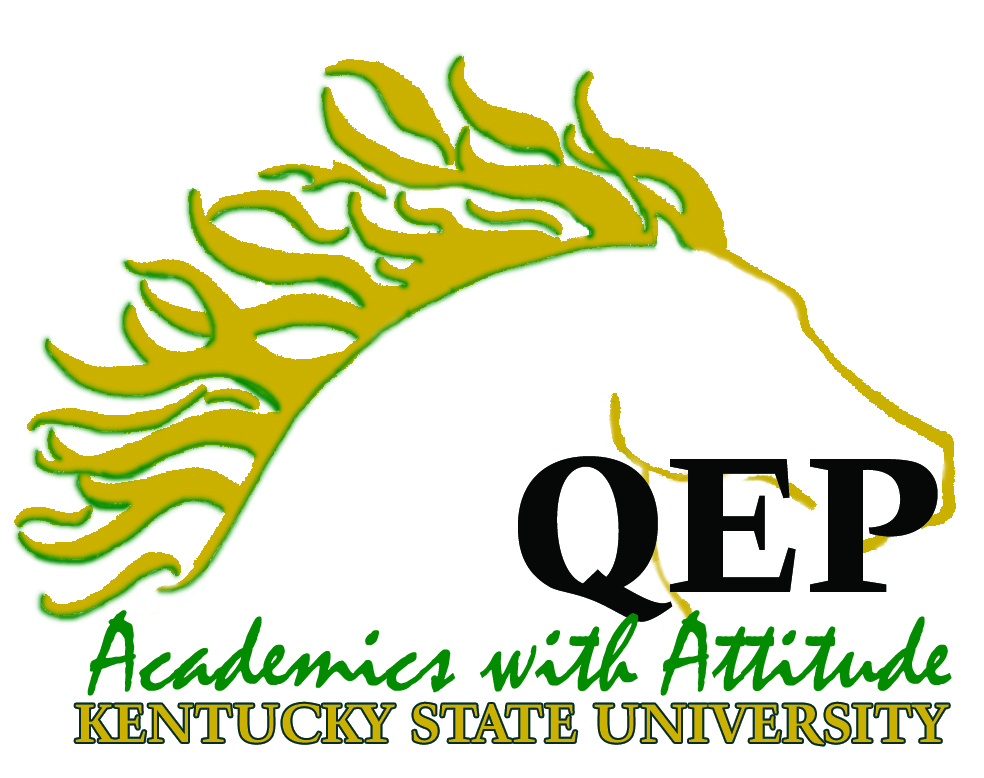 QEP
Academics with Attitude
KENTUCKY STATE UNIVERSITY